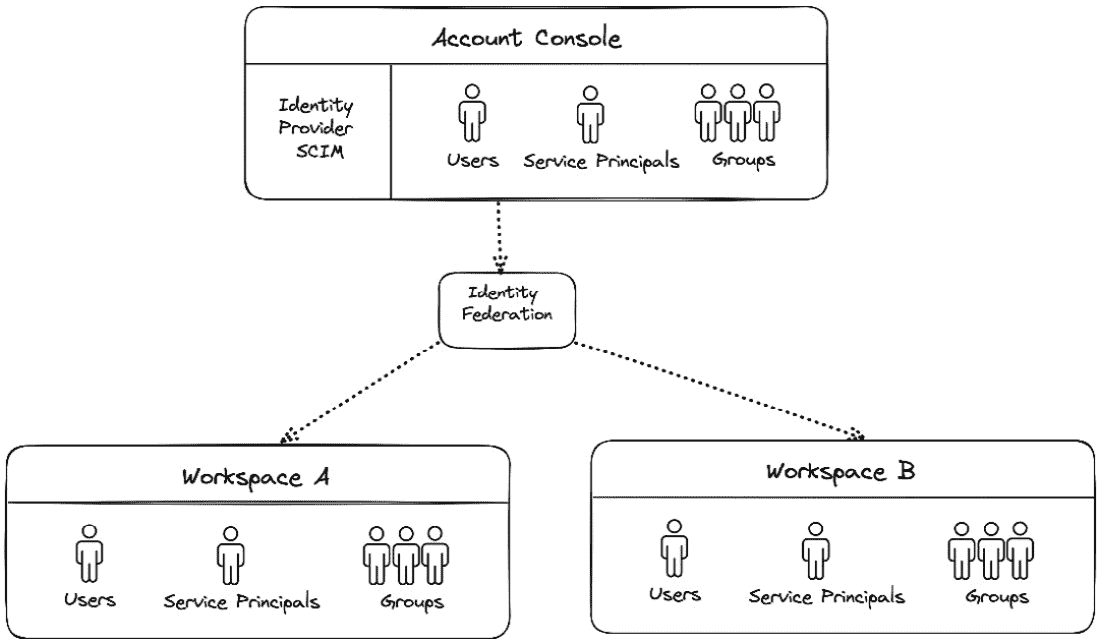 Account Console
Identity
Provider
SCIM
Users
Service Principals
Groups
Identity
Federation
Workspace A
Users
Service Principals
Groups
Workspace B
Users
Service Principals
Groups